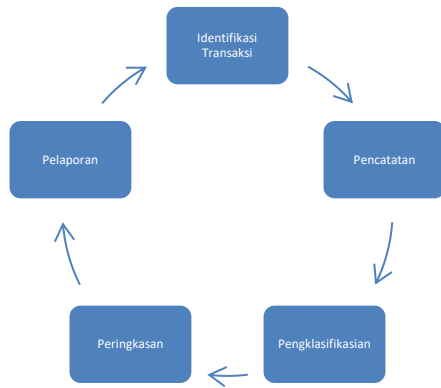 Identifikasi
Transaksi
Pencatatan
Pengklasifikasian
Peringkasan
Pelaporan